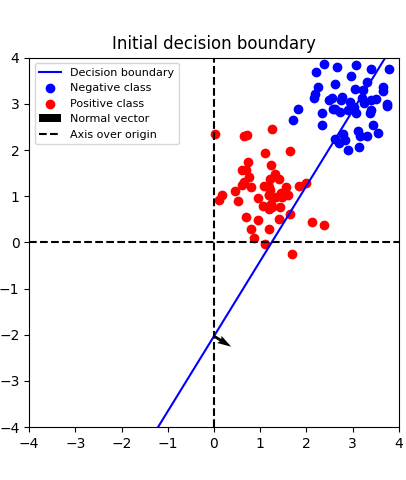 Initial decision boundary
Decision boundary
Negative class
Positive class
Normal vector
Axis over origin
4
3
2
1
0
−1
−2
−3
−4
−4 −3 −2 −1 0 1 2 3 4